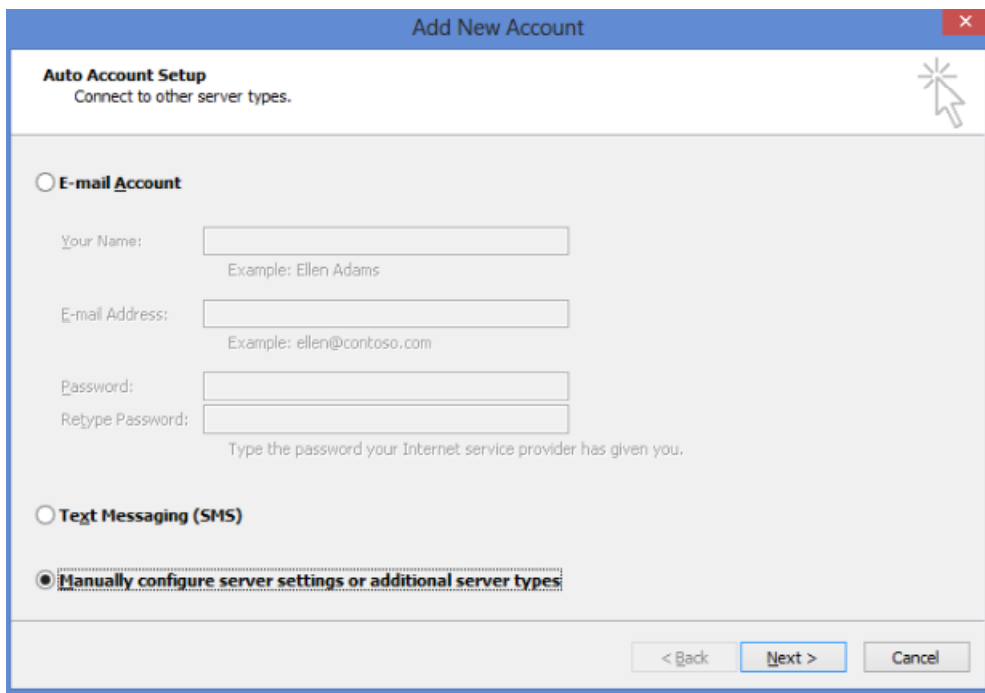 Add New Account
Auto Account Setup
Connect to other server types.
E-mail Account
Your Name:
Example: Ellen Adams
E-mail Address:
Example: ellen@contoso.com
Password:
Retype Password:
Type the password your Internet service provider has given you.
Text Messaging (SMS)
Manually configure server settings or additional server types
< Back Next > Cancel